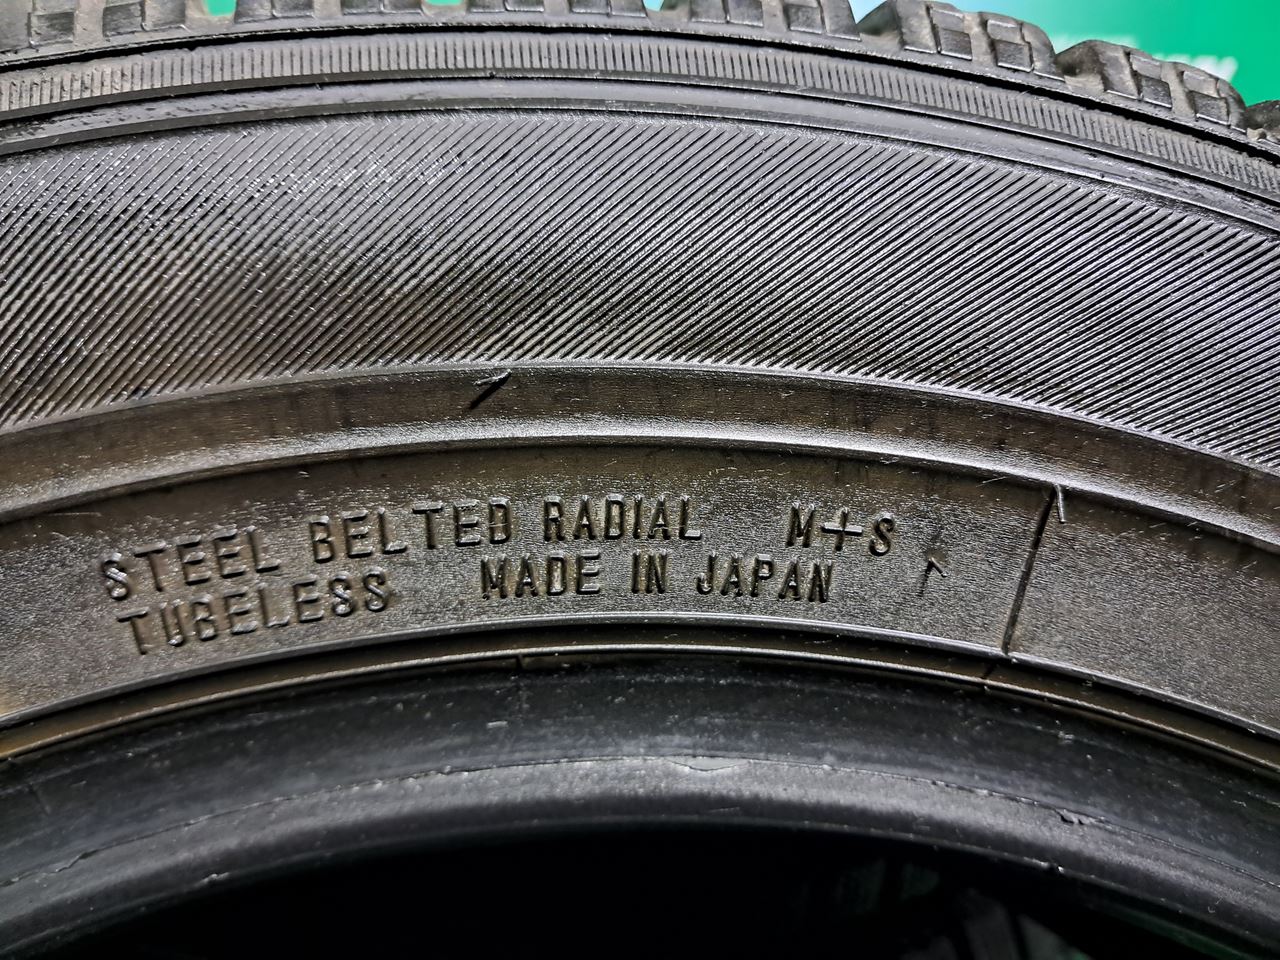 STEEL BELTED RADIAL M+S
TUBELESS MADE IN JAPAN